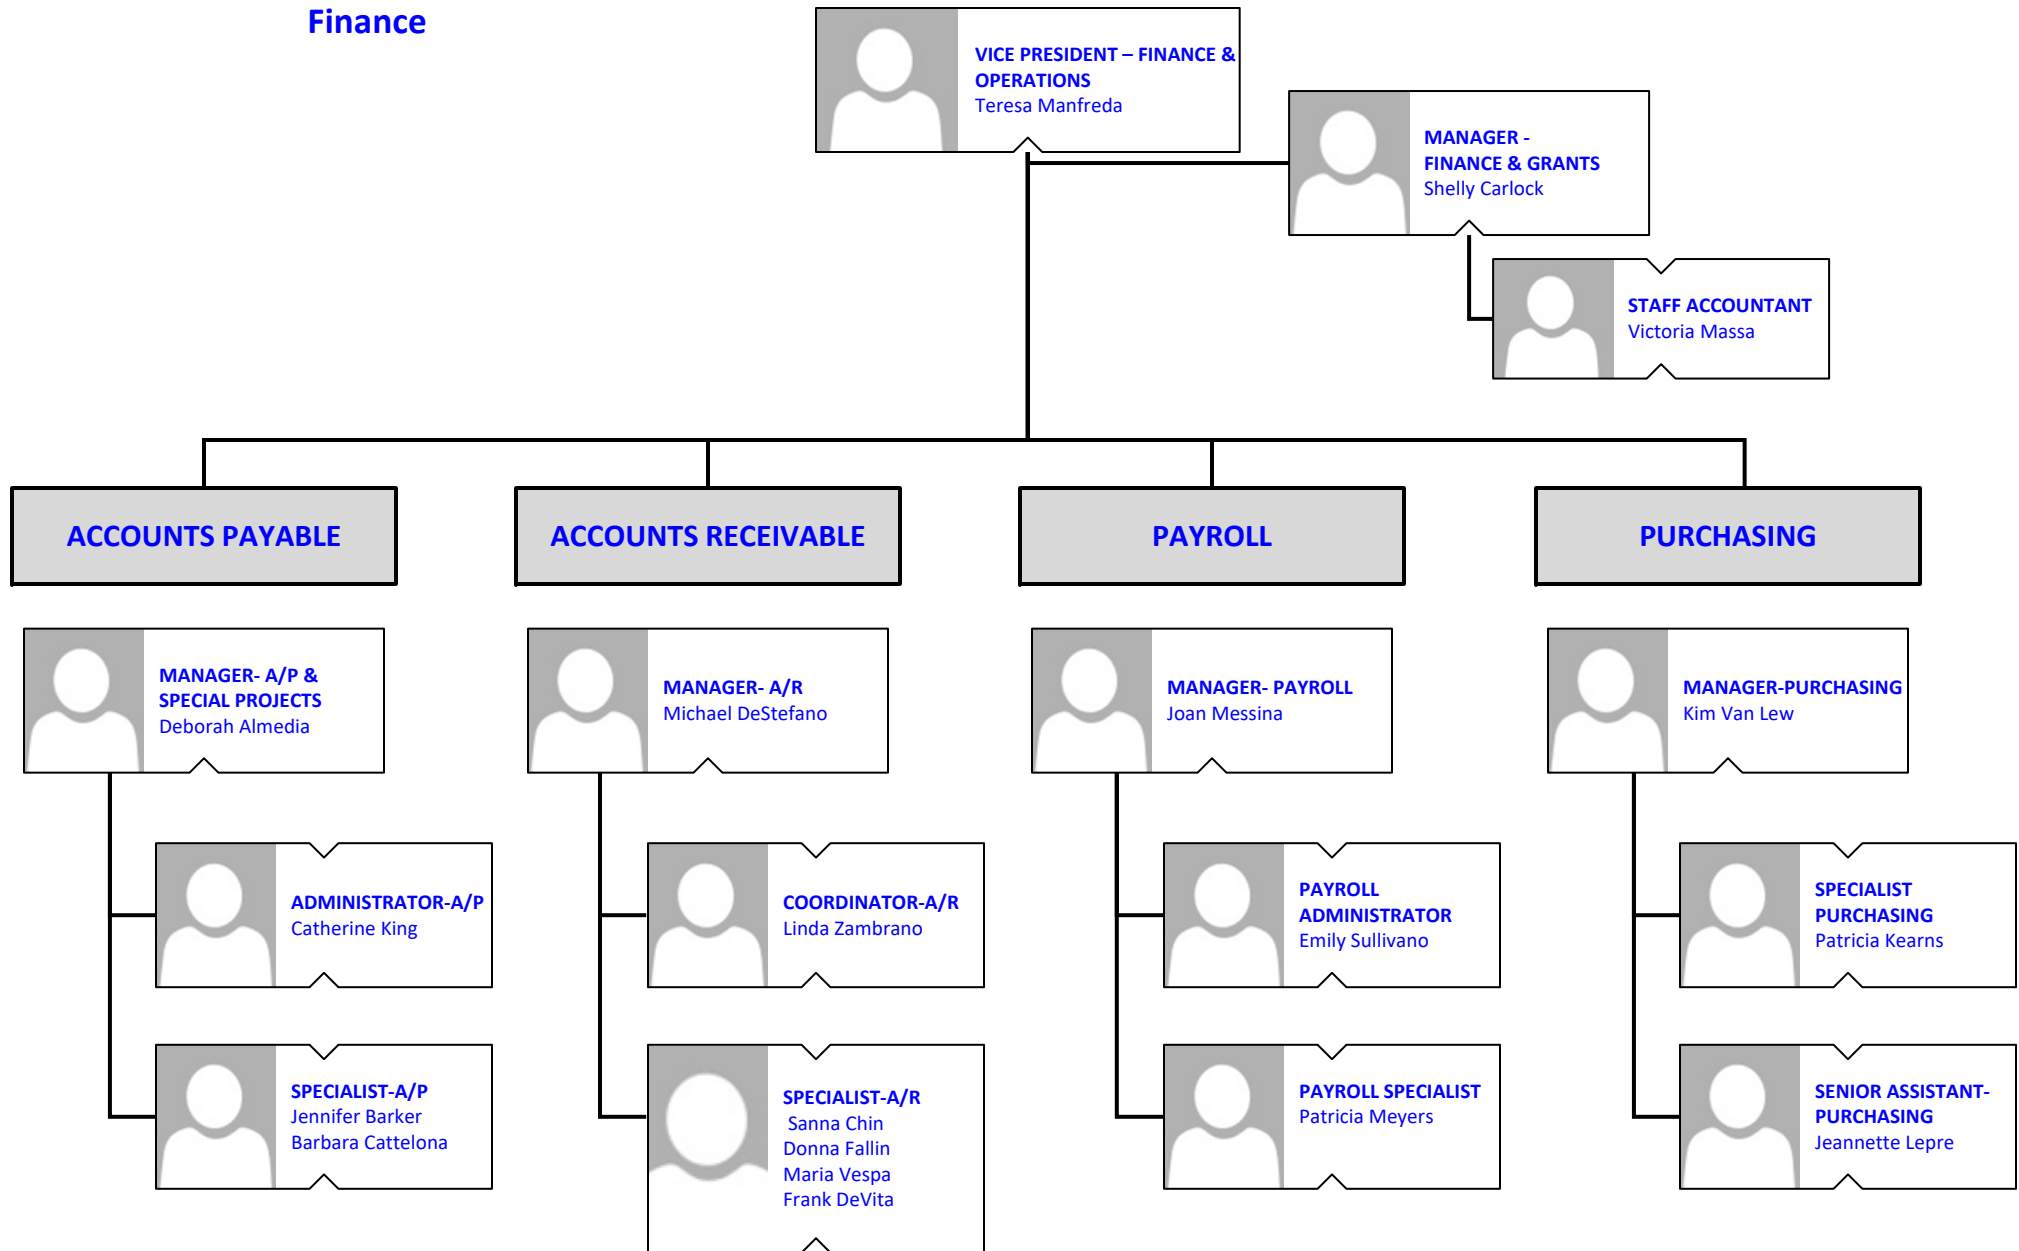 Finance
VICE PRESIDENT – FINANCE &
OPERATIONS
Teresa Manfreda
MANAGER -
FINANCE & GRANTS
Shelly Carlock
STAFF ACCOUNTANT
Victoria Massa
ACCOUNTS PAYABLE
ACCOUNTS RECEIVABLE
PAYROLL
PURCHASING
MANAGER- A/P &
SPECIAL PROJECTS
Deborah Almedia
MANAGER- A/R
Michael DeStefano
MANAGER- PAYROLL
Joan Messina
MANAGER-PURCHASING
Kim Van Lew
ADMINISTRATOR-A/P
Catherine King
COORDINATOR-A/R
Linda Zambrano
PAYROLL
ADMINISTRATOR
Emily Sullivano
SPECIALIST
PURCHASING
Patricia Kearns
SPECIALIST-A/P
Jennifer Barker
Barbara Cattelona
SPECIALIST-A/R
Sanna Chin
Donna Fallin
Maria Vespa
Frank DeVita
PAYROLL SPECIALIST
Patricia Meyers
SENIOR ASSISTANT-
PURCHASING
Jeannette Lepre